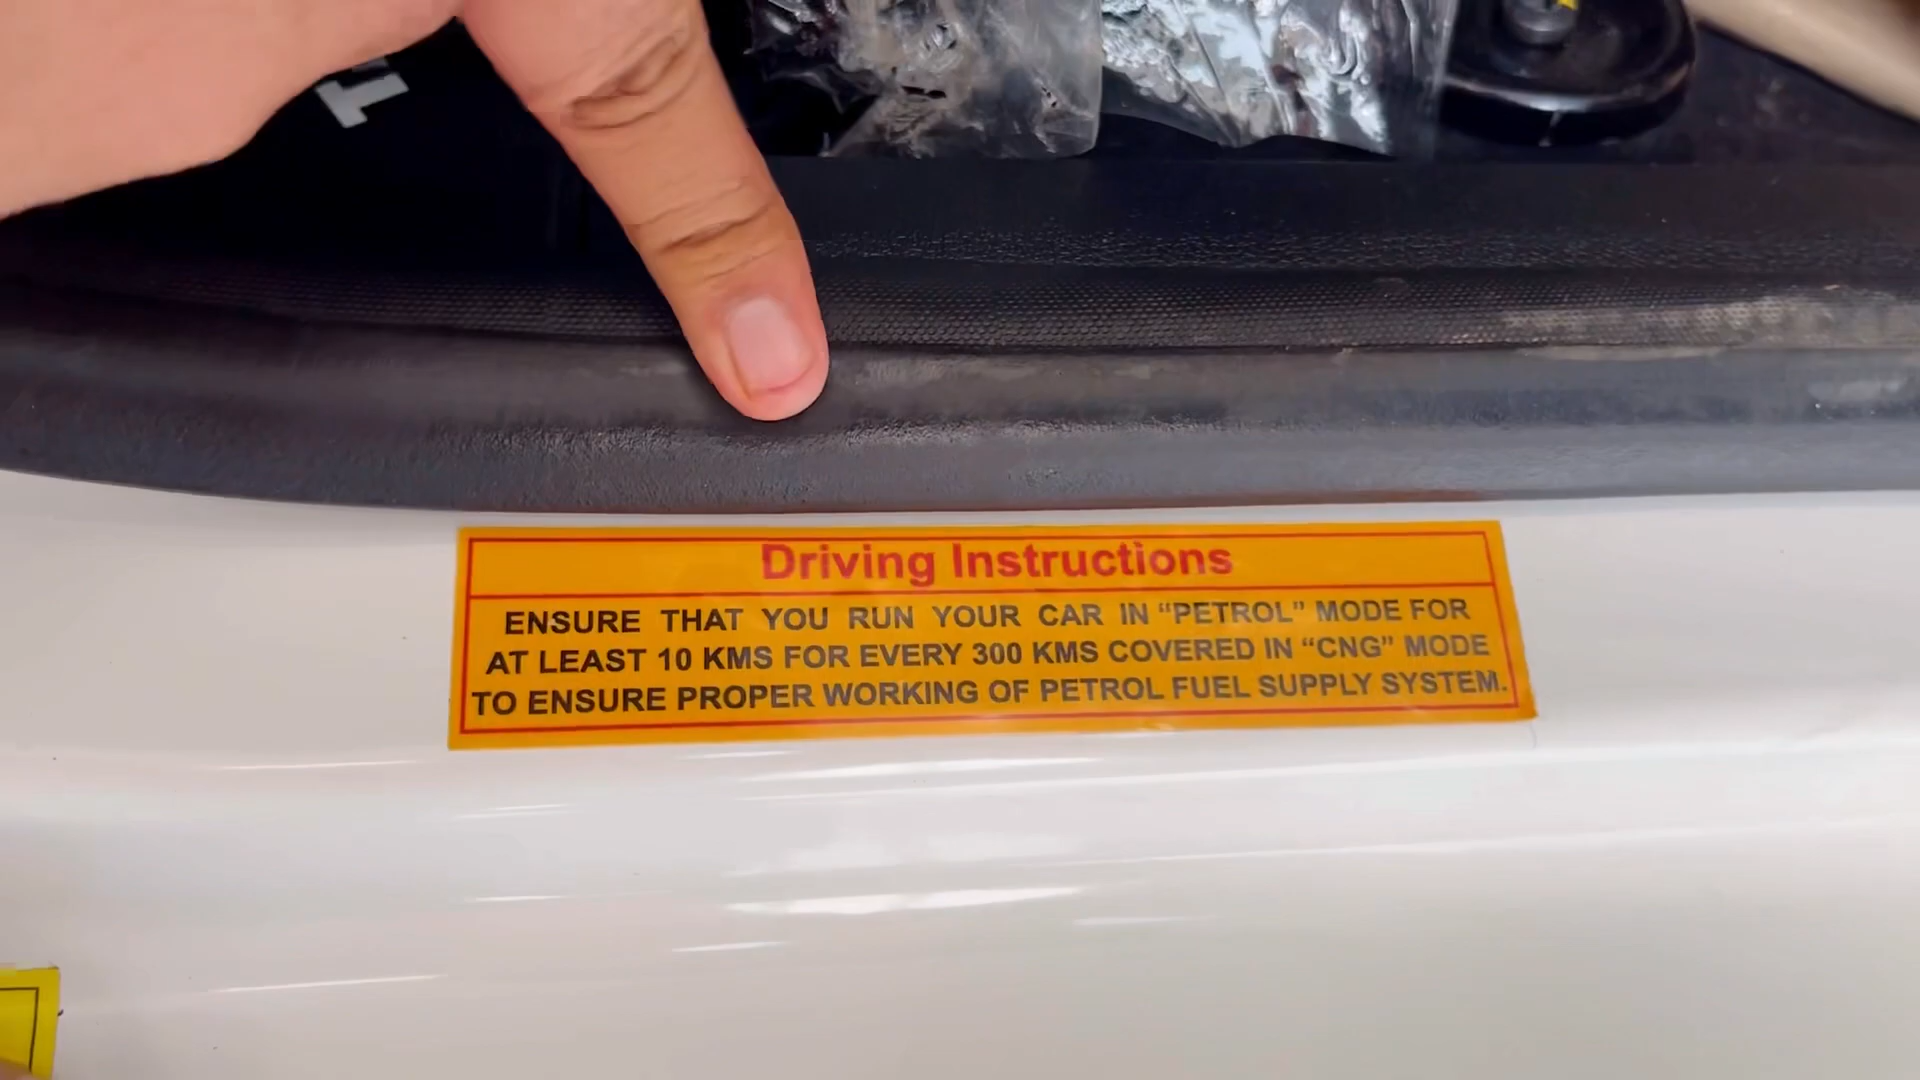 Driving Instructions
ENSURE THAT YOU RUN YOUR CAR IN “PETROL” MODE FOR
AT LEAST 10 KMS FOR EVERY 300 KMS COVERED IN “CNG” MODE
TO ENSURE PROPER WORKING OF PETROL FUEL SUPPLY SYSTEM.